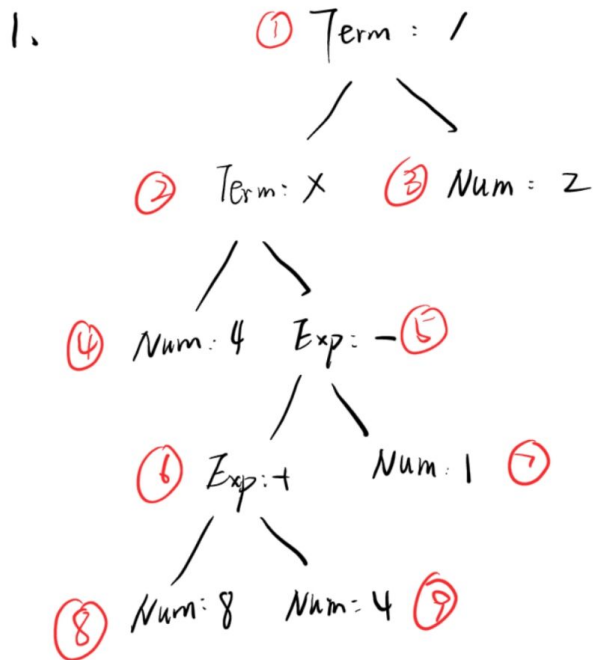 1.
① Term: /
② Term: × ③ Num: 2
④ Num: 4 Exp: - ⑤
⑥ Exp: + Num: 1 ⑦
⑧ Num: 8 Num: 4 ⑨